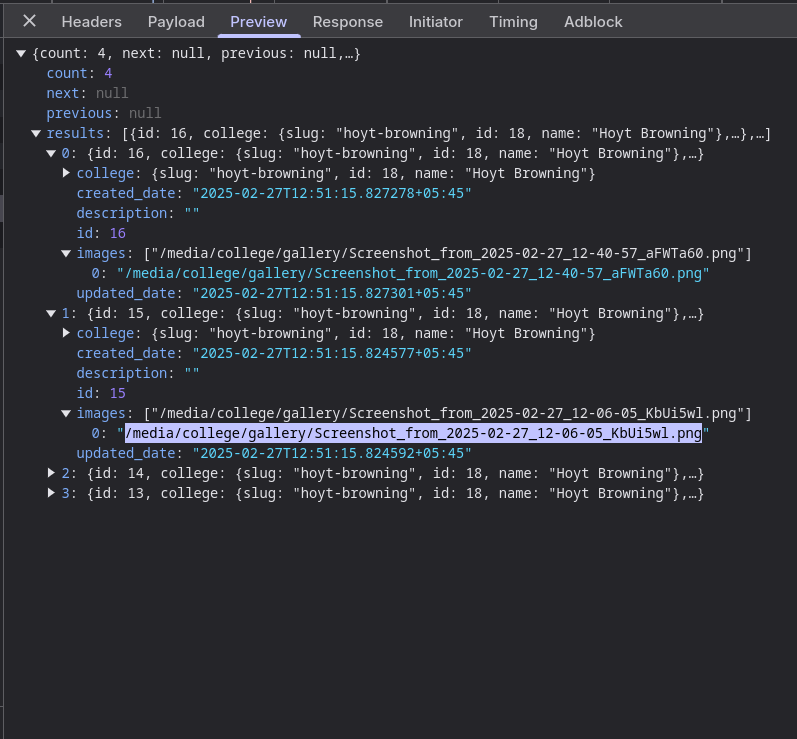 Headers Payload Preview Response Initiator Timing Adblock
{count: 4, next: null, previous: null,…}
count: 4
next: null
previous: null
results: [{id: 16, college: {slug: "hoyt-browning", id: 18, name: "Hoyt Browning"},…},…]
0: {id: 16, college: {slug: "hoyt-browning", id: 18, name: "Hoyt Browning"},…}
college: {slug: "hoyt-browning", id: 18, name: "Hoyt Browning"}
created_date: "2025-02-27T12:51:15.827278+05:45"
description: ""
id: 16
images: ["/media/college/gallery/Screenshot_from_2025-02-27_12-40-57_aFWTa60.png"]
0: "/media/college/gallery/Screenshot_from_2025-02-27_12-40-57_aFWTa60.png"
updated_date: "2025-02-27T12:51:15.827301+05:45"
1: {id: 15, college: {slug: "hoyt-browning", id: 18, name: "Hoyt Browning"},…}
college: {slug: "hoyt-browning", id: 18, name: "Hoyt Browning"}
created_date: "2025-02-27T12:51:15.824577+05:45"
description: ""
id: 15
images: ["/media/college/gallery/Screenshot_from_2025-02-27_12-06-05_KbUi5wl.png"]
0: "/media/college/gallery/Screenshot_from_2025-02-27_12-06-05_KbUi5wl.png"
updated_date: "2025-02-27T12:51:15.824592+05:45"
2: {id: 14, college: {slug: "hoyt-browning", id: 18, name: "Hoyt Browning"},…}
3: {id: 13, college: {slug: "hoyt-browning", id: 18, name: "Hoyt Browning"},…}